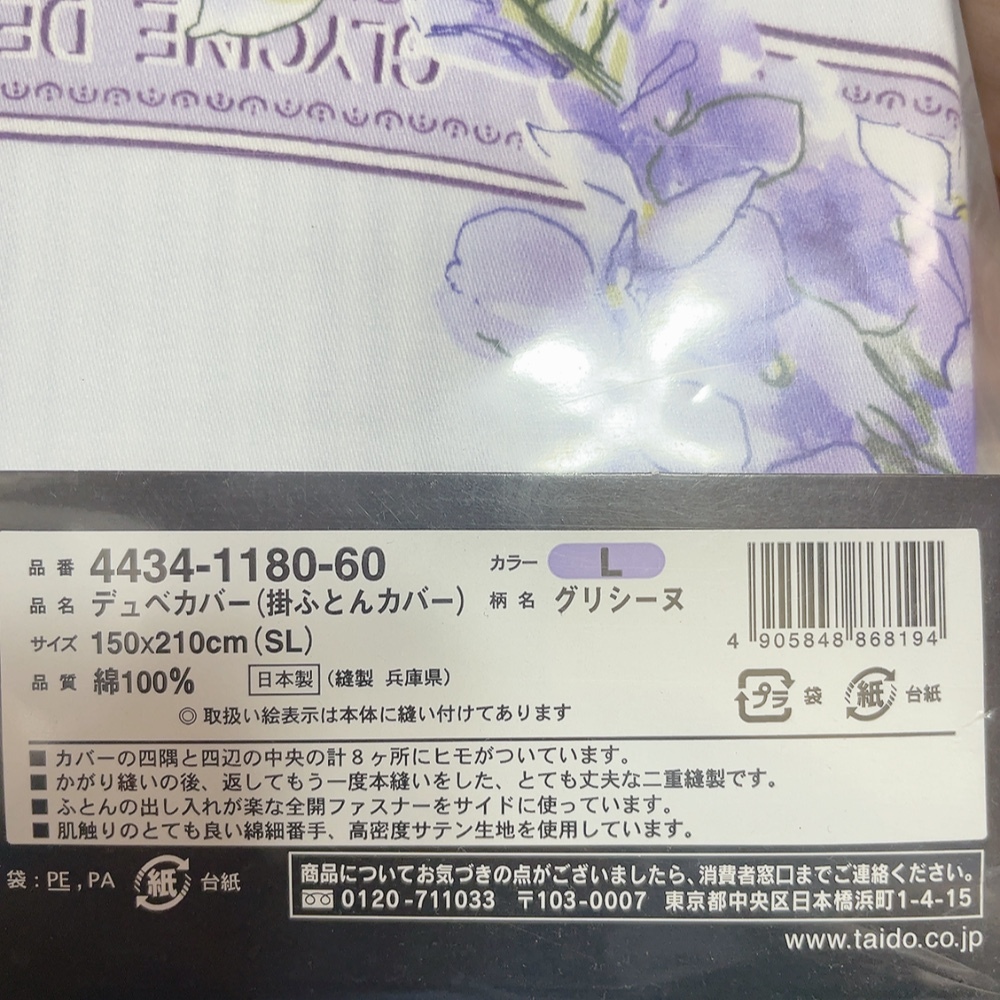 GLYCINE DE
品番 4434-1180-60 カラー L
品名 デュベカバー(掛ふとんカバー) 柄名 グリシーヌ
サイズ 150x210cm(SL)
品質 綿100% 日本製 (縫製 兵庫県)
◎ 取扱い絵表示は本体に縫い付けてあります
4 905848 868194
プラ 袋 紙 台紙
■ カバーの四隅と四辺の中央の計8ヶ所にヒモがついています。
■ かがり縫いの後、返してもう一度本縫いをした、とても丈夫な二重縫製です。
■ ふとんの出し入れが楽な全開ファスナーをサイドに使っています。
■ 肌触りのとても良い綿細番手、高密度サテン生地を使用しています。
袋:PE,PA 紙 台紙
商品についてお気づきの点がございましたら、消費者窓口までご連絡ください。
0120-711033 〒103-0007 東京都中央区日本橋浜町1-4-15
www.taido.co.jp